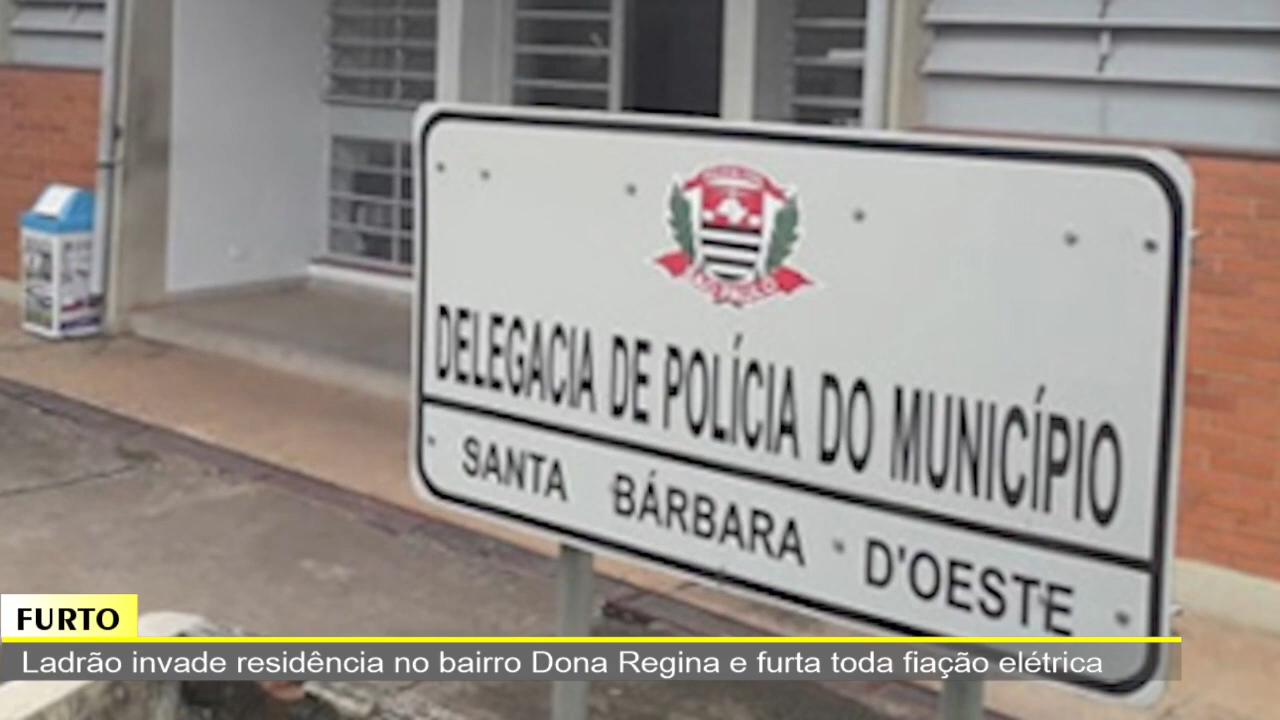 DELEGACIA DE POLÍCIA DO MUNICÍPIO
SANTA BÁRBARA D'OESTE
FURTO
Ladrão invade residência no bairro Dona Regina e furta toda fiação elétrica